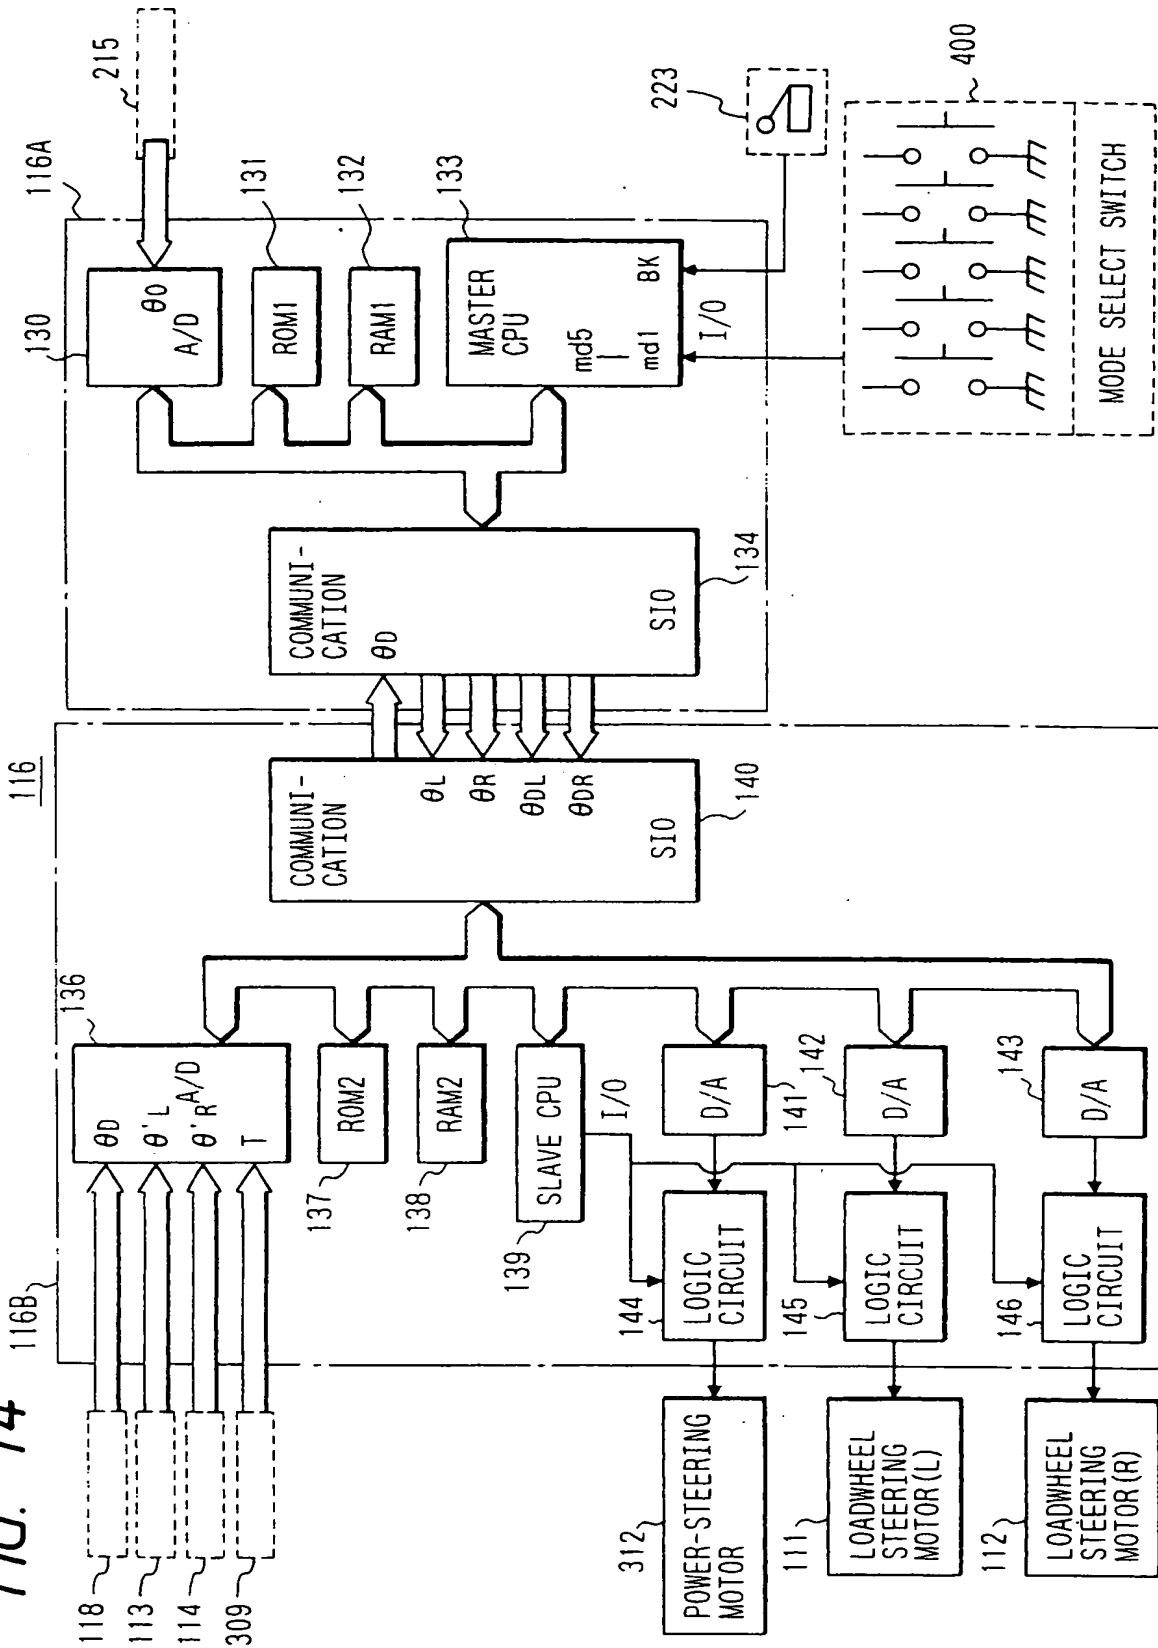 FIG. 14
118
113
114
309
312
POWER-STEERING
MOTOR
111
LOADWHEEL
STEERING
MOTOR(L)
112
LOADWHEEL
STEERING
MOTOR(R)
116B
116
136
θD
θ'L
θ'R
T
A/D
137
ROM2
138
RAM2
139
SLAVE CPU
I/O
144
LOGIC
CIRCUIT
145
LOGIC
CIRCUIT
146
LOGIC
CIRCUIT
D/A
141
D/A
142
D/A
143
COMMUNI-
CATION
θL
θR
θDL
θDR
SIO
140
COMMUNI-
CATION
θD
SIO
134
116A
130
θ0
A/D
215
ROM1
131
RAM1
132
MASTER
CPU
133
md5
md1
BK
I/O
223
400
MODE SELECT SWITCH